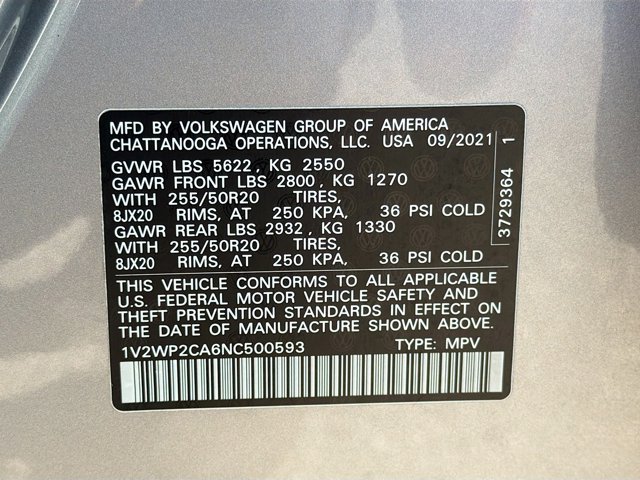 MFD BY VOLKSWAGEN GROUP OF AMERICA
CHATTANOOGA OPERATIONS, LLC. USA 09/2021
GVWR LBS 5622, KG 2550
GAWR FRONT LBS 2800, KG 1270
WITH 255/50R20 TIRES,
8JX20 RIMS, AT 250 KPA, 36 PSI COLD
GAWR REAR LBS 2932, KG 1330
WITH 255/50R20 TIRES,
8JX20 RIMS, AT 250 KPA, 36 PSI COLD
THIS VEHICLE CONFORMS TO ALL APPLICABLE
U.S. FEDERAL MOTOR VEHICLE SAFETY AND
THEFT PREVENTION STANDARDS IN EFFECT ON
THE DATE OF MANUFACTURE SHOWN ABOVE.
1V2WP2CA6NC500593 TYPE: MPV
3729364 1